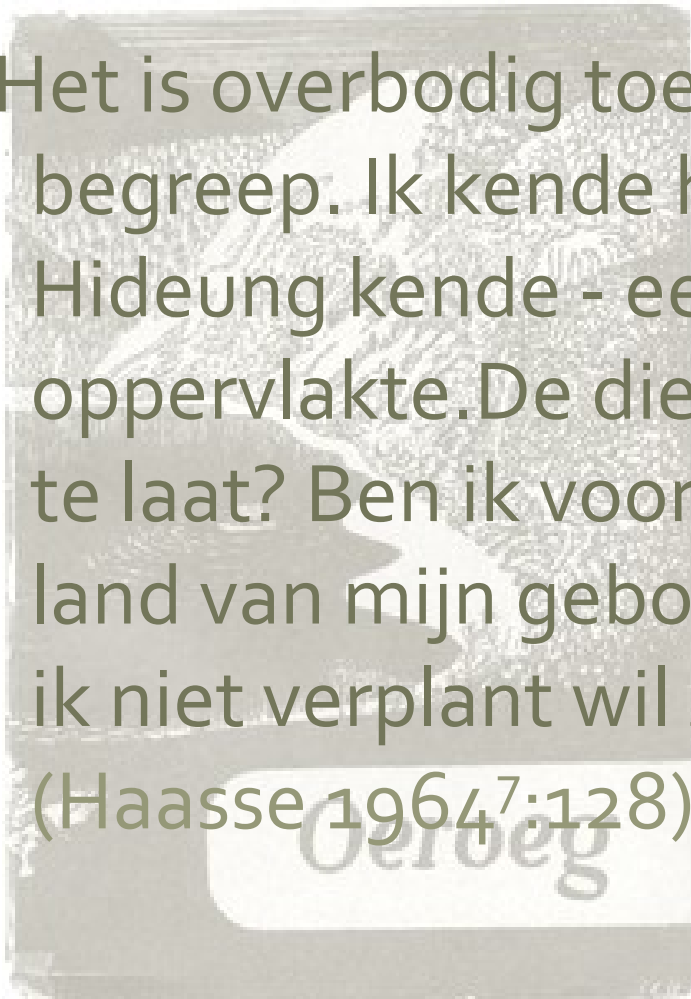 Het is overbodig toe
begreep. Ik kende
Hideung kende - ee
oppervlakte.De die
te laat? Ben ik voor
land van mijn gebo
ik niet verplant wil
(Haasse 1964⁷:128)
Oeroeg